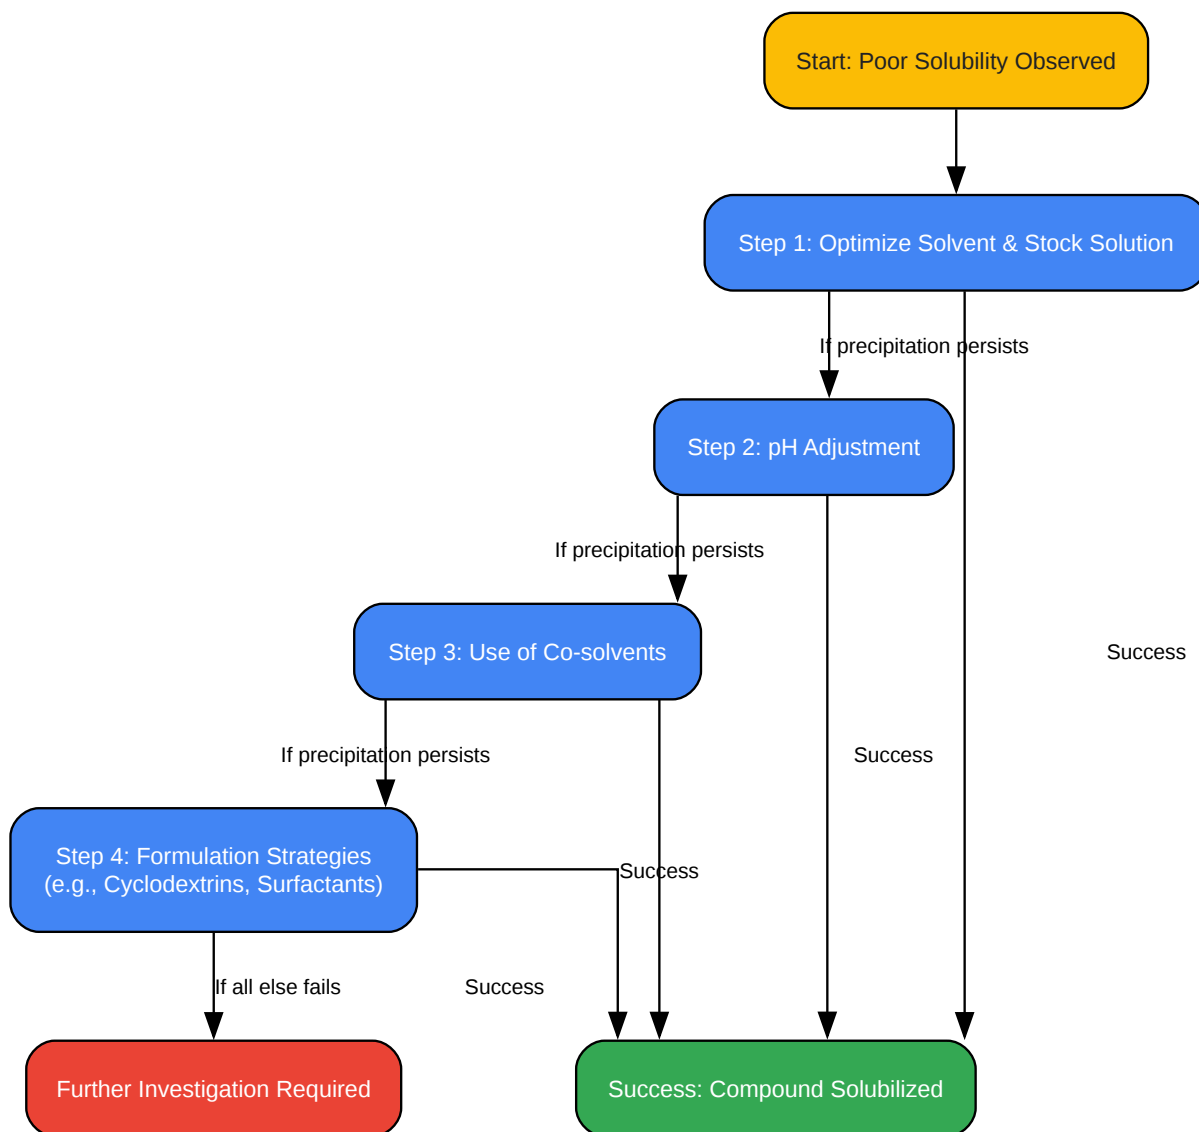 Start: Poor Solubility Observed
Step 1: Optimize Solvent & Stock Solution
If precipitation persists
Step 2: pH Adjustment
If precipitation persists
Step 3: Use of Co-solvents
Success
If precipitation persists
Success
Step 4: Formulation Strategies
(e.g., Cyclodextrins, Surfactants)
Success
If all else fails
Success
Further Investigation Required
Success: Compound Solubilized